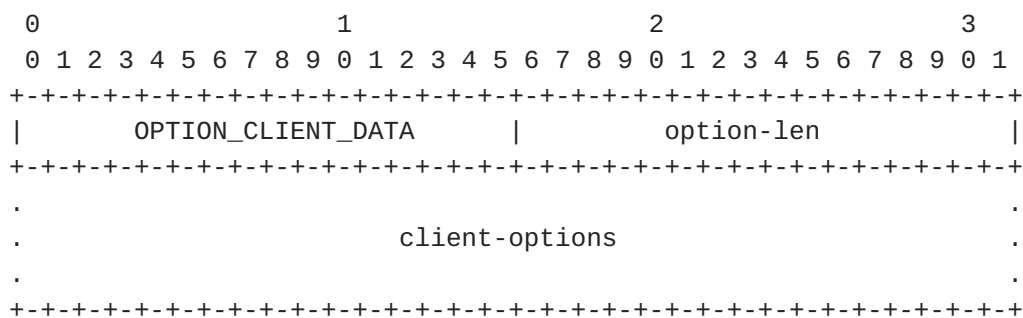 0                   1                   2                   3
 0 1 2 3 4 5 6 7 8 9 0 1 2 3 4 5 6 7 8 9 0 1 2 3 4 5 6 7 8 9 0 1
+-+-+-+-+-+-+-+-+-+-+-+-+-+-+-+-+-+-+-+-+-+-+-+-+-+-+-+-+-+-+-+-+
|       OPTION_CLIENT_DATA      |         option-len            |
+-+-+-+-+-+-+-+-+-+-+-+-+-+-+-+-+-+-+-+-+-+-+-+-+-+-+-+-+-+-+-+-+
.                                                               .
.                        client-options                         .
.                                                               .
+-+-+-+-+-+-+-+-+-+-+-+-+-+-+-+-+-+-+-+-+-+-+-+-+-+-+-+-+-+-+-+-+